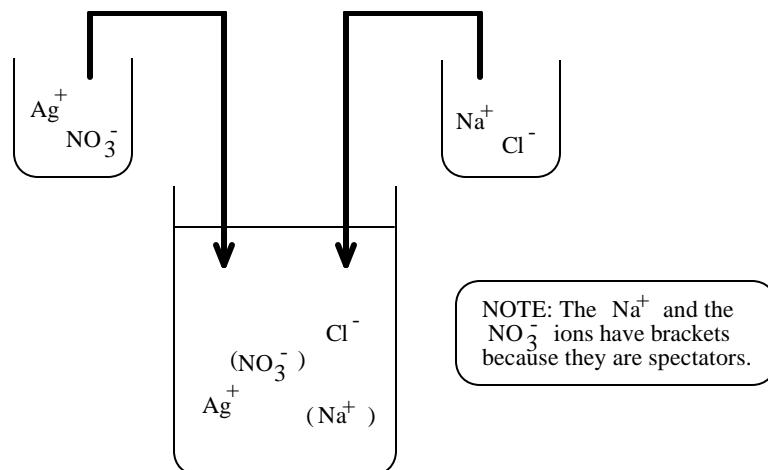 Ag⁺
NO₃⁻
Na⁺
Cl⁻
Cl⁻
(NO₃⁻)
Ag⁺
(Na⁺)
NOTE: The Na⁺ and the
NO₃⁻ ions have brackets
because they are spectators.